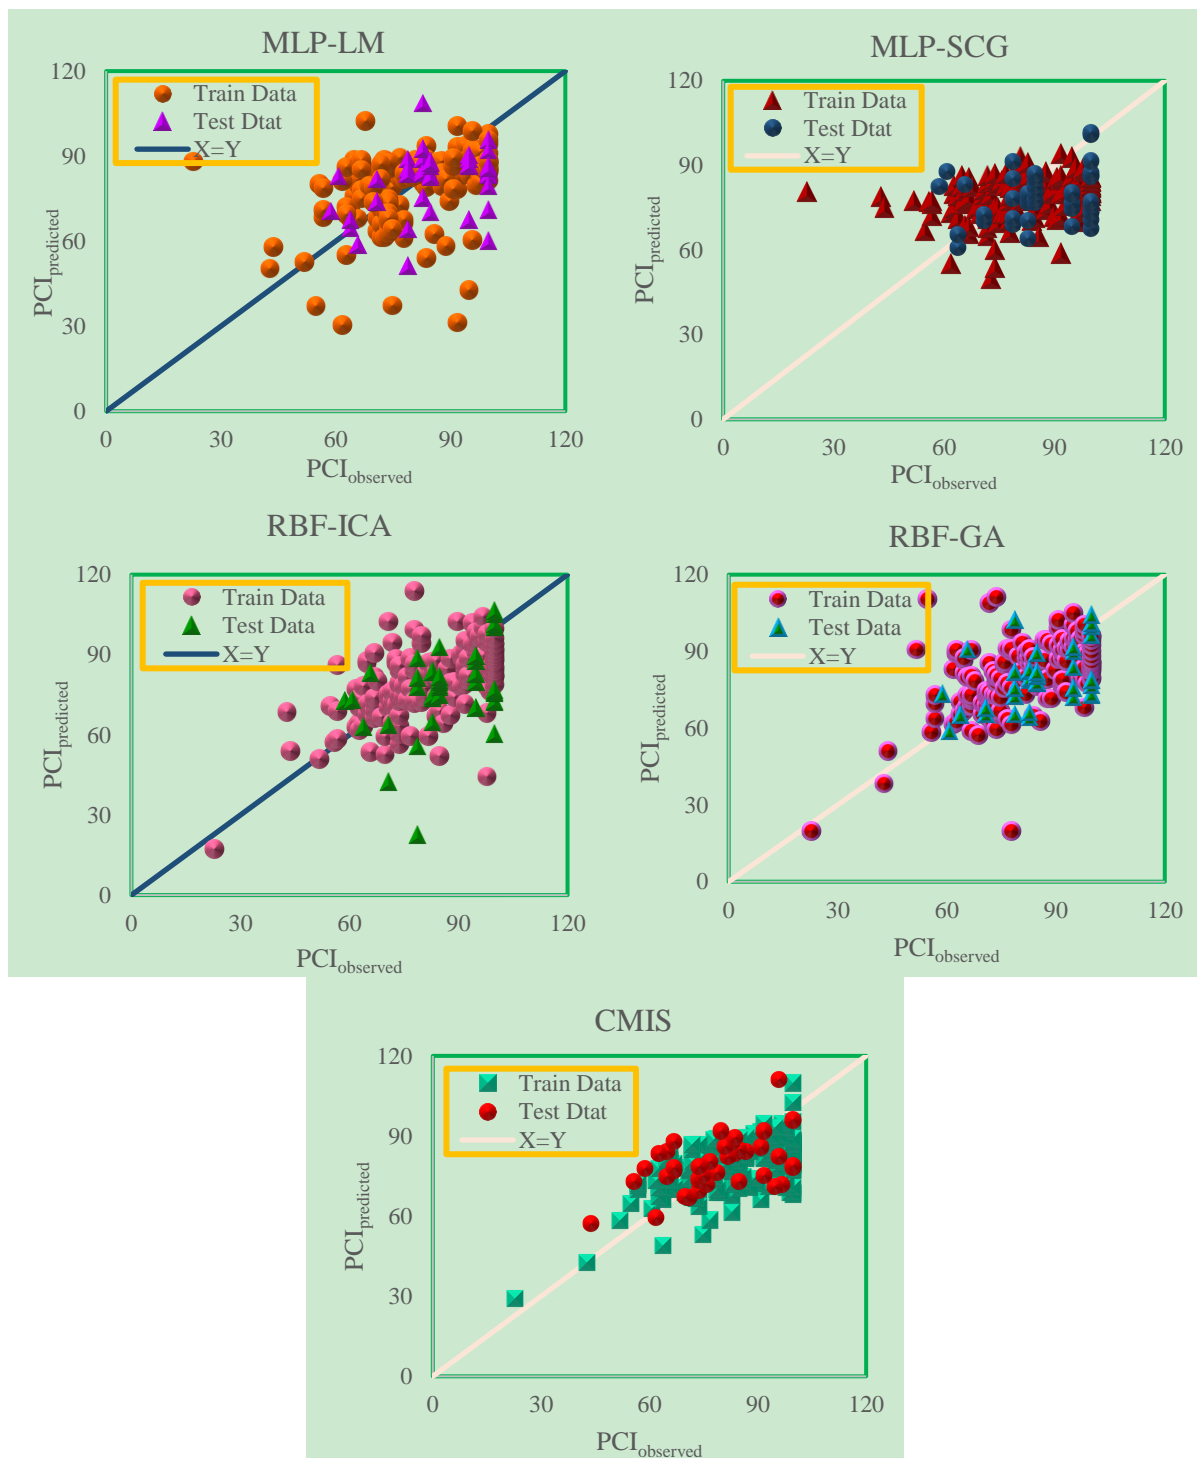 MLP-LM
120
90
60
30
0
0 30 60 90 120
PCIpredicted
PCIobserved
Train Data
Test Dtat
X=Y
MLP-SCG
120
90
60
30
0
0 30 60 90 120
PCIpredicted
PCIobserved
Train Data
Test Dtat
X=Y
RBF-ICA
120
90
60
30
0
0 30 60 90 120
PCIpredicted
PCIobserved
Train Data
Test Data
X=Y
RBF-GA
120
90
60
30
0
0 30 60 90 120
PCIpredicted
PCIobserved
Train Data
Test Data
X=Y
CMIS
120
90
60
30
0
0 30 60 90 120
PCIpredicted
PCIobserved
Train Data
Test Dtat
X=Y